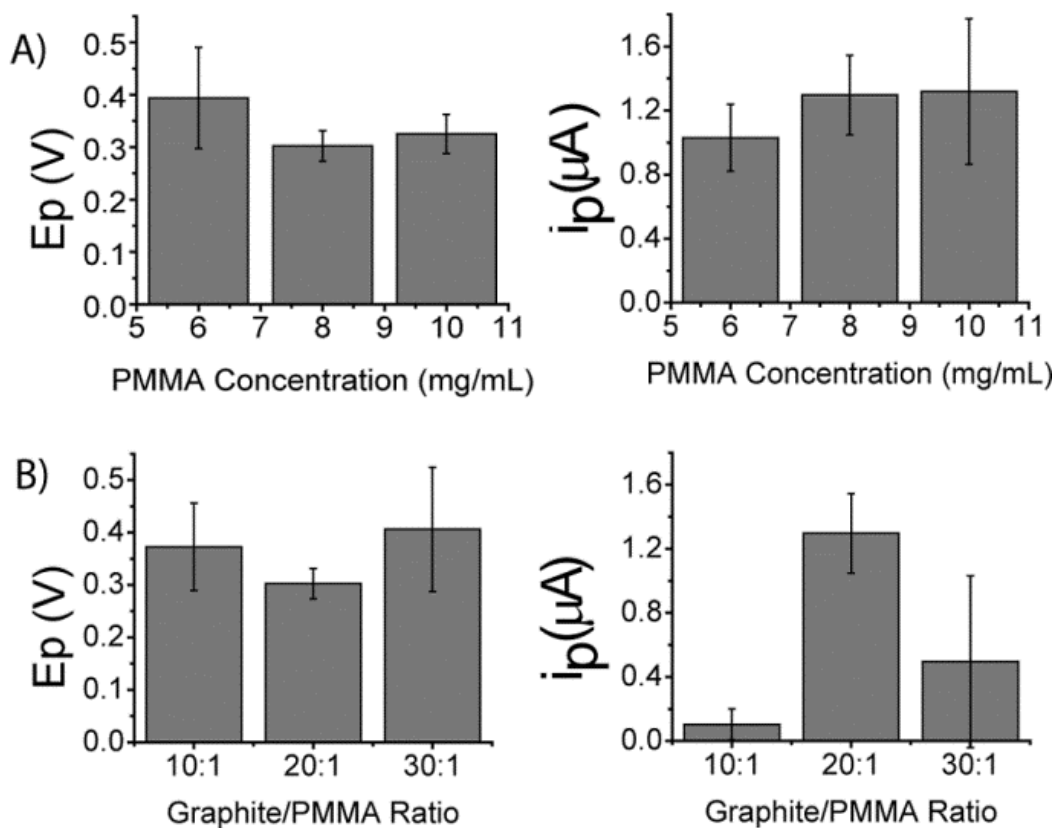 A)
Ep (V)
0.5
0.4
0.3
0.2
0.1
0.0
5 6 7 8 9 10 11
PMMA Concentration (mg/mL)
ip(μA)
1.6
1.2
0.8
0.4
0.0
5 6 7 8 9 10 11
PMMA Concentration (mg/mL)
B)
Ep (V)
0.5
0.4
0.3
0.2
0.1
0.0
10:1 20:1 30:1
Graphite/PMMA Ratio
ip(μA)
1.6
1.2
0.8
0.4
0.0
10:1 20:1 30:1
Graphite/PMMA Ratio